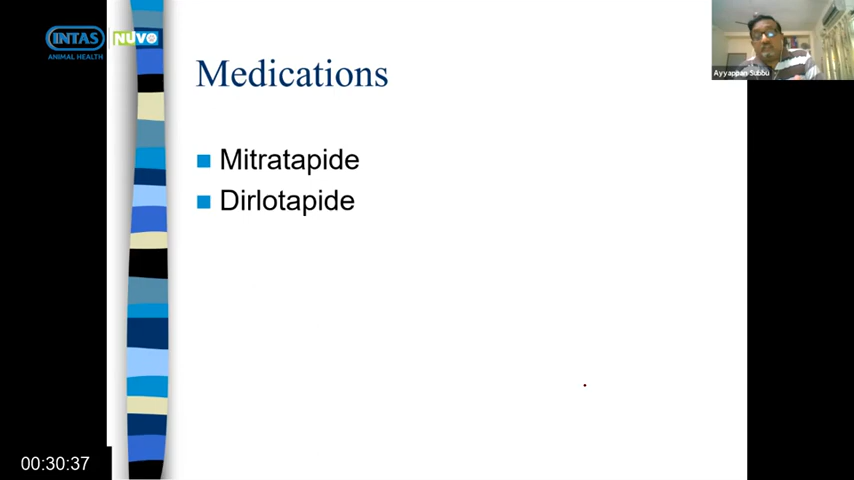 INTAS
NUVO
ANIMAL HEALTH
Ayyappan Subbu
Medications
Mitratapide
Dirlotapide
00:30:37